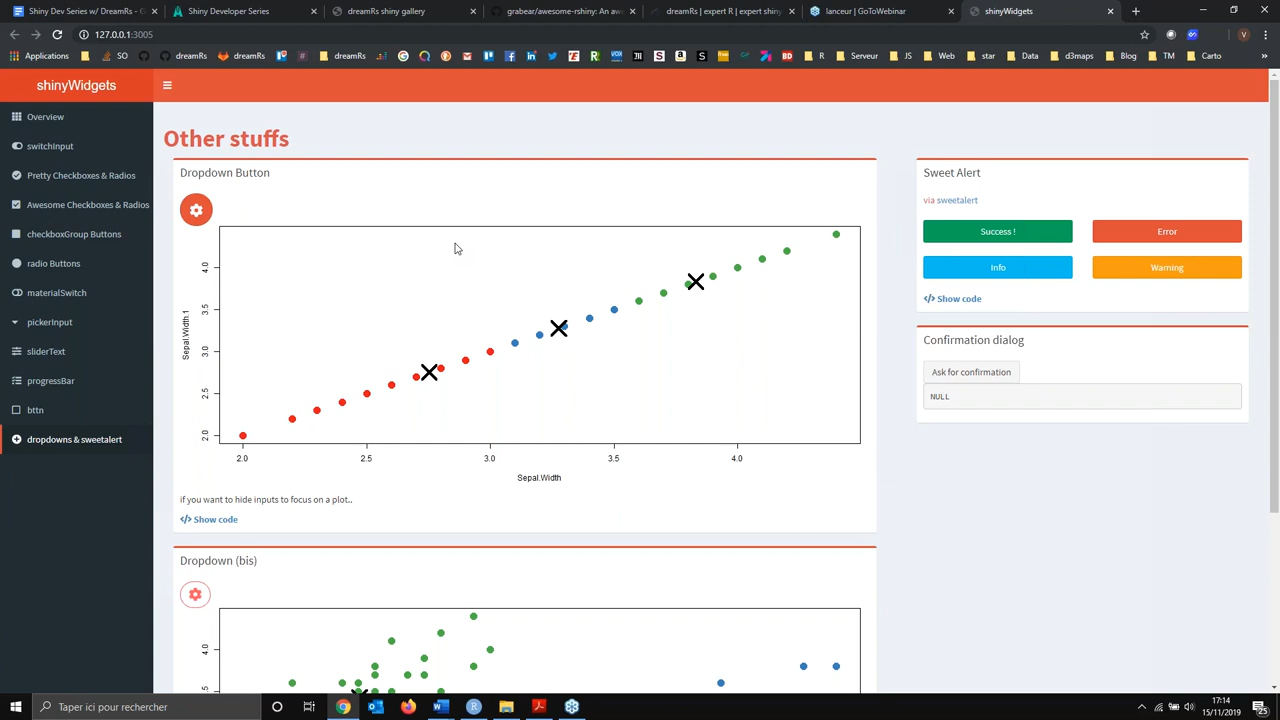 Shiny Dev Series w/ DreamRs - G
Shiny Developer Series
dreamRs shiny gallery
grabear/awesome-rshiny: An aw
dreamRs | expert R | expert shiny
lanceur | GoToWebinar
shinyWidgets
127.0.0.1:3005
Applications SO dreamRs dreamRs dreamRs R Serveur JS Web star Data d3maps Blog TM Carto
shinyWidgets
Overview
switchInput
Pretty Checkboxes & Radios
Awesome Checkboxes & Radios
checkboxGroup Buttons
radio Buttons
materialSwitch
pickerInput
sliderText
progressBar
bttn
dropdowns & sweetalert
Other stuffs
Dropdown Button
4.0
3.5
3.0
2.5
2.0
Sepal.Width.1
2.0 2.5 3.0 3.5 4.0
Sepal.Width
if you want to hide inputs to focus on a plot..
</> Show code
Dropdown (bis)
4.0
3.5
Sweet Alert
via sweetalert
Success !
Error
Info
Warning
</> Show code
Confirmation dialog
Ask for confirmation
NULL
Taper ici pour rechercher
17:14
15/11/2019
25